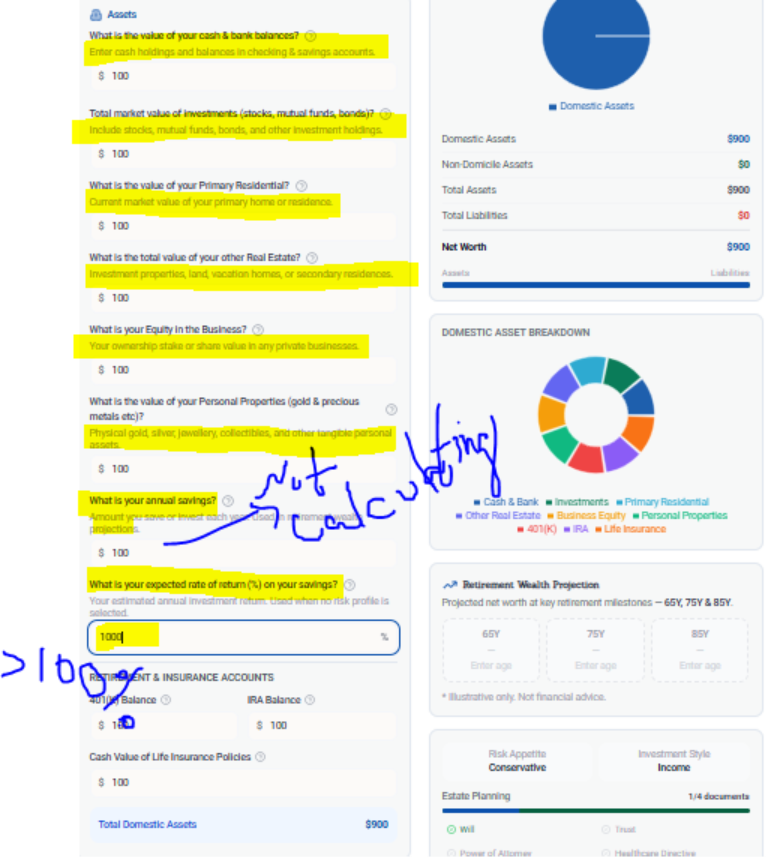 Assets
What is the value of your cash & bank balances?
Enter cash holdings and balances in checking & savings accounts.
$ 100
Total market value of investments (stocks, mutual funds, bonds)?
Include stocks, mutual funds, bonds, and other investment holdings.
$ 100
What is the value of your Primary Residential?
Current market value of your primary home or residence.
$ 100
What is the total value of your other Real Estate?
Investment properties, land, vacation homes, or secondary residences.
$ 100
What is your Equity in the Business?
Your ownership stake or share value in any private businesses.
$ 100
What is the value of your Personal Properties (gold & precious
metals etc)?
Physical gold, silver, jewellery, collectibles, and other tangible personal
assets.
$ 100
What is your annual savings?
Amount you save or invest each year. Used in retirement wealth
projections.
$ 100
Not
Calculating
What is your expected rate of return (%) on your savings?
Your estimated annual investment return. Used when no risk profile is
selected.
1000 %
>100%
RETIREMENT & INSURANCE ACCOUNTS
401(K) Balance IRA Balance
$ 100 $ 100
Cash Value of Life Insurance Policies
$ 100
Total Domestic Assets $900
Domestic Assets
Domestic Assets $900
Non-Domicile Assets $0
Total Assets $900
Total Liabilities $0
Net Worth $900
Assets Liabilities
DOMESTIC ASSET BREAKDOWN
Cash & Bank Investments Primary Residential
Other Real Estate Business Equity Personal Properties
401(K) IRA Life Insurance
Retirement Wealth Projection
Projected net worth at key retirement milestones — 65Y, 75Y & 85Y.
65Y 75Y 85Y
— — —
Enter age Enter age Enter age
* Illustrative only. Not financial advice.
Risk Appetite Investment Style
Conservative Income
Estate Planning 1/4 documents
Will Trust
Power of Attorney Healthcare Directive